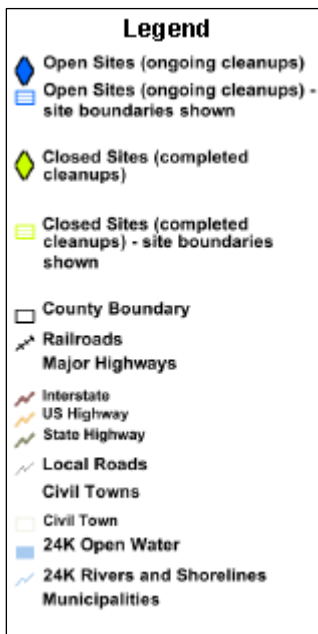 Legend
Open Sites (ongoing cleanups)
Open Sites (ongoing cleanups) -
site boundaries shown
Closed Sites (completed
cleanups)
Closed Sites (completed
cleanups) - site boundaries
shown
County Boundary
Railroads
Major Highways
Interstate
US Highway
State Highway
Local Roads
Civil Towns
Civil Town
24K Open Water
24K Rivers and Shorelines
Municipalities